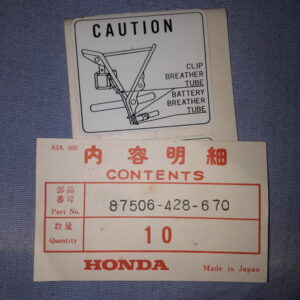 CAUTION
CLIP
BREATHER
TUBE
BATTERY
BREATHER
TUBE
AIA 062
内容明細
CONTENTS
部品
番号
Part No.
87506-428-670
数量
Quantity
10
HONDA
Made in Japan